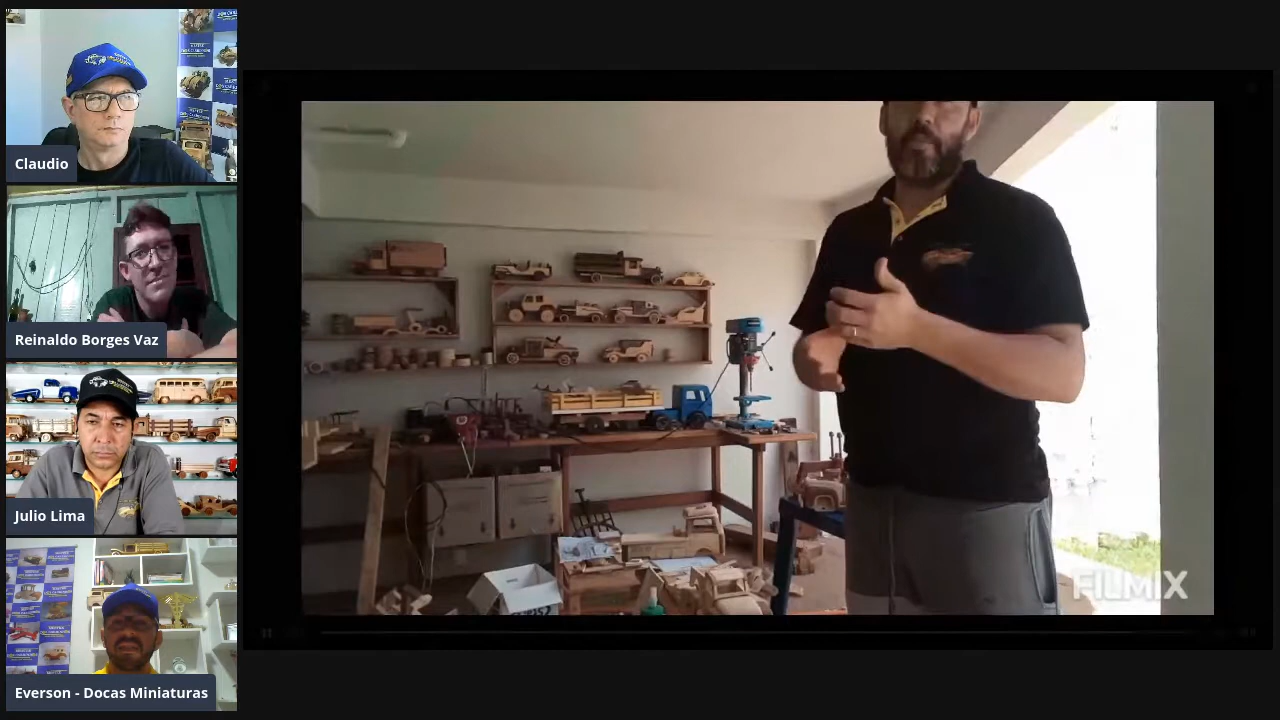 Claudio
Reinaldo Borges Vaz
Julio Lima
Everson - Docas Miniaturas
FILMIX